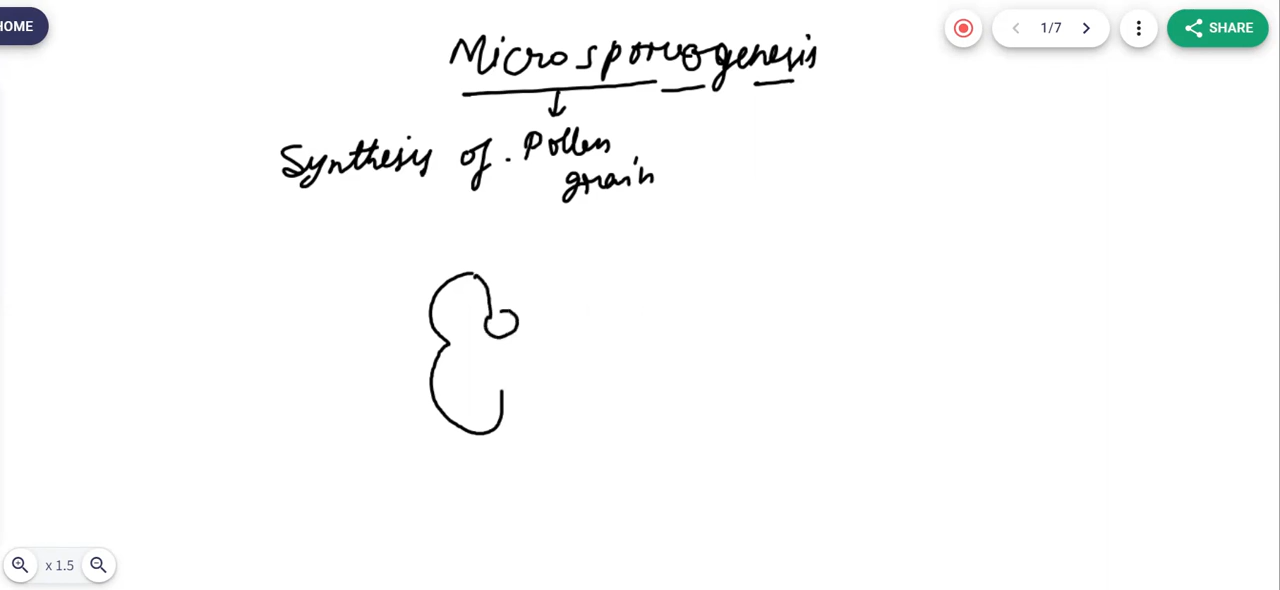 HOME
1/7
SHARE
Microsporogenesis
Synthesis of . Pollen
grain
x 1.5